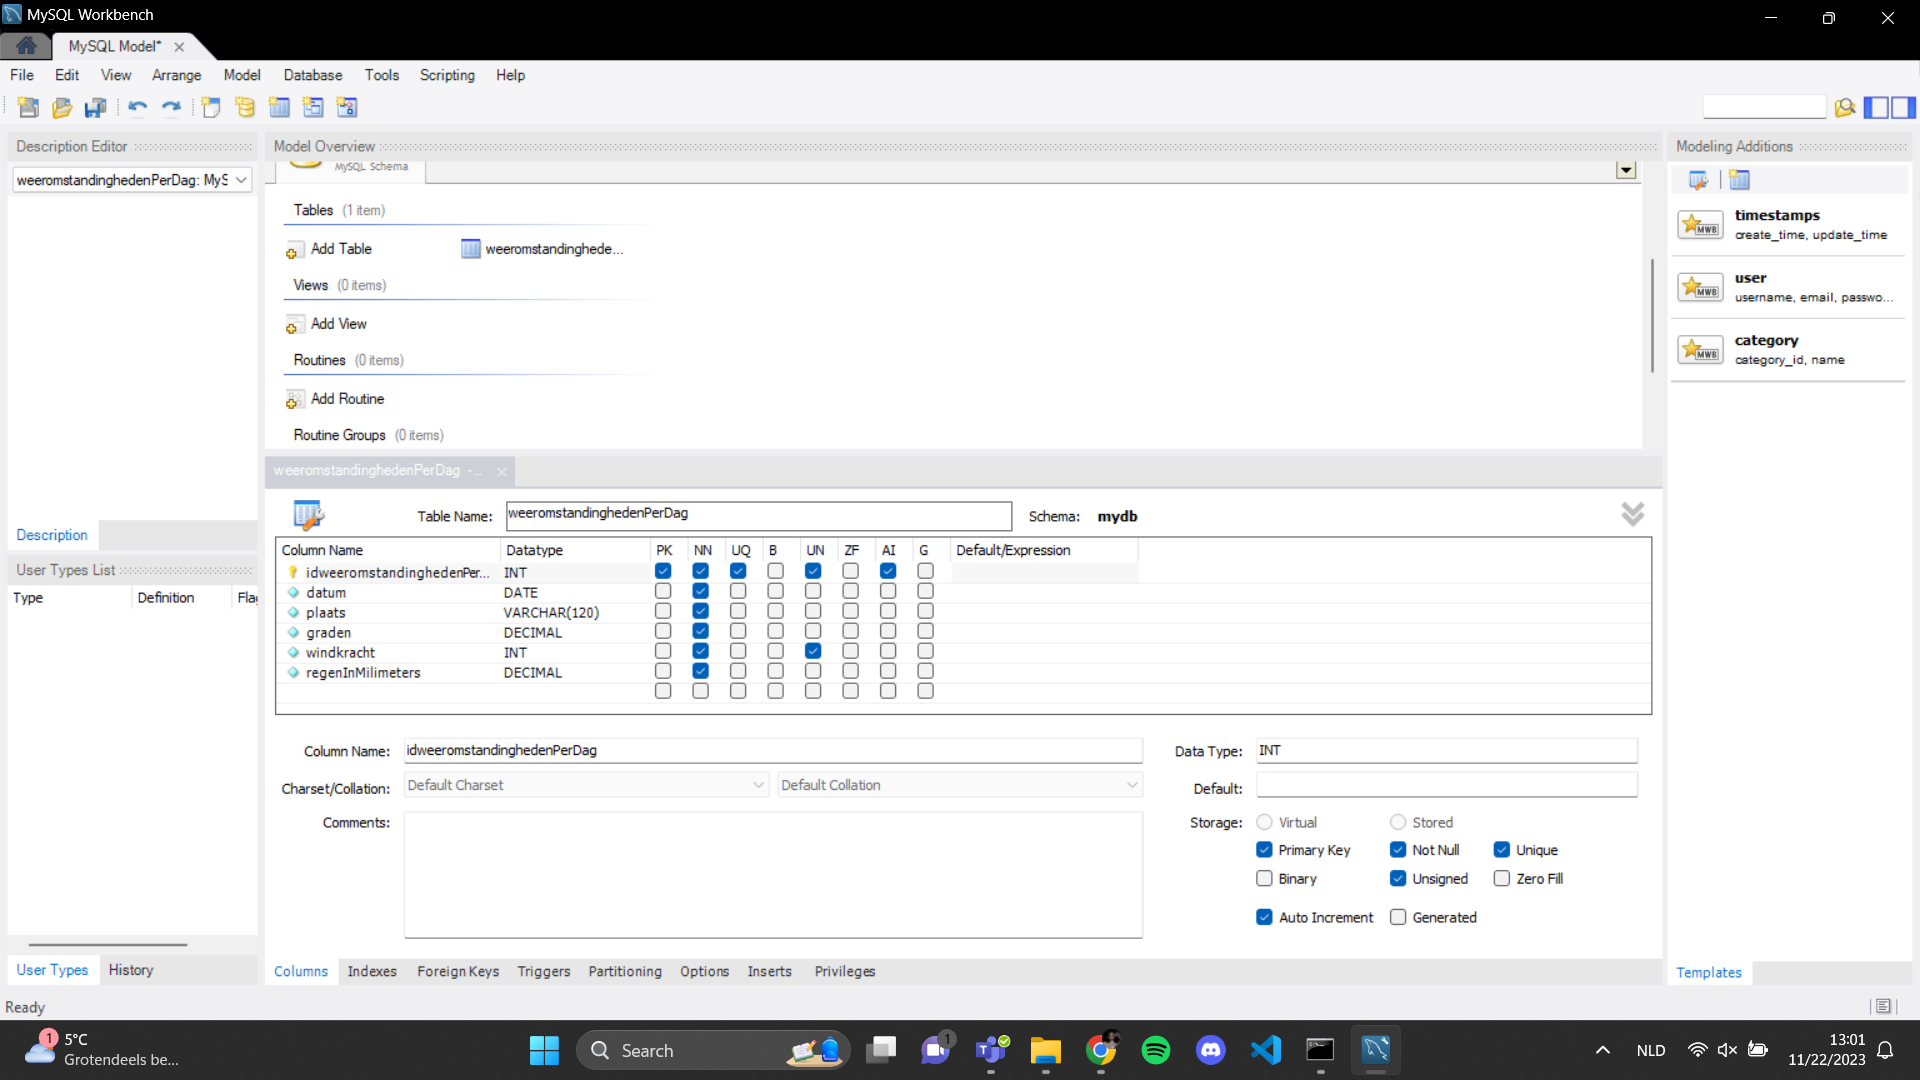 MySQL Workbench
MySQL Model*
File Edit View Arrange Model Database Tools Scripting Help
Description Editor
weeromstandinghedenPerDag: MyS
Description
User Types List
Type Definition Flag
User Types History
Model Overview
MySQL Schema
Tables (1 item)
Add Table weeromstandinghede...
Views (0 items)
Add View
Routines (0 items)
Add Routine
Routine Groups (0 items)
weeromstandinghedenPerDag -...
Table Name: weeromstandinghedenPerDag Schema: mydb
Column Name Datatype PK NN UQ B UN ZF AI G Default/Expression
idweeromstandinghedenPer... INT
datum DATE
plaats VARCHAR(120)
graden DECIMAL
windkracht INT
regenInMilimeters DECIMAL
Column Name: idweeromstandinghedenPerDag Data Type: INT
Charset/Collation: Default Charset Default Collation Default:
Comments: Storage: Virtual Stored
Primary Key Not Null Unique
Binary Unsigned Zero Fill
Auto Increment Generated
Columns Indexes Foreign Keys Triggers Partitioning Options Inserts Privileges
Modeling Additions
MWB timestamps
create_time, update_time
MWB user
username, email, passwo...
MWB category
category_id, name
Templates
Ready
1 5°C
Grotendeels be...
Search
1
NLD
13:01
11/22/2023